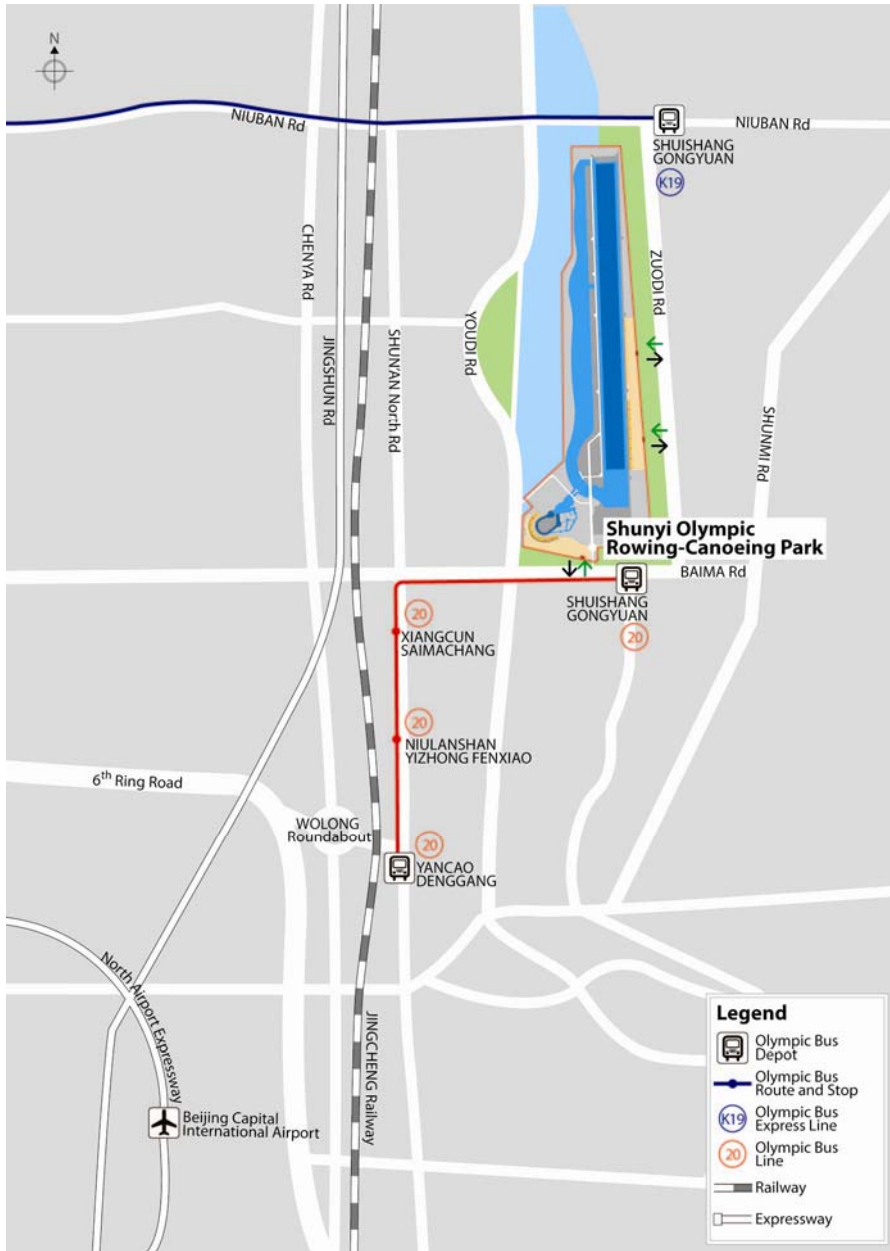 N
NIUBAN Rd
NIUBAN Rd
SHUISHANG
GONGYUAN
K19
CHENYA Rd
ZUODI Rd
JINGSHUN Rd
SHUN'AN North Rd
YOUDI Rd
SHUNMI Rd
Shunyi Olympic
Rowing-Canoeing Park
BAIMA Rd
SHUISHANG
GONGYUAN
20
20
XIANGCUN
SAIMACHANG
20
NIULANSHAN
YIZHONG FENXIAO
6th Ring Road
WOLONG
Roundabout
20
YANCAO
DENGGANG
North Airport Expressway
JINGCHENG Railway
Beijing Capital
International Airport
Legend
Olympic Bus
Depot
Olympic Bus
Route and Stop
K19
Olympic Bus
Express Line
20
Olympic Bus
Line
Railway
Expressway